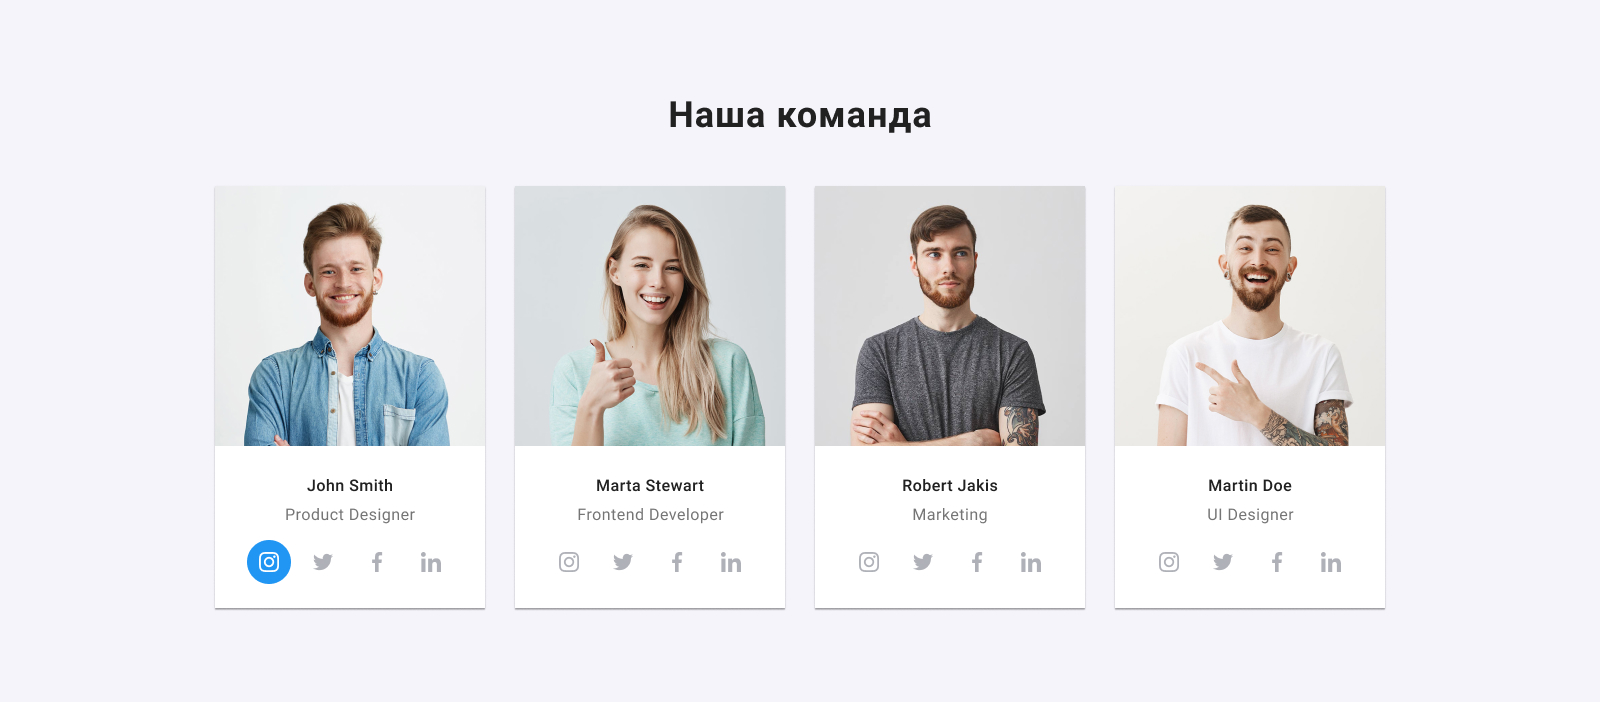 Наша команда
John Smith
Product Designer
Marta Stewart
Frontend Developer
Robert Jakis
Marketing
Martin Doe
UI Designer